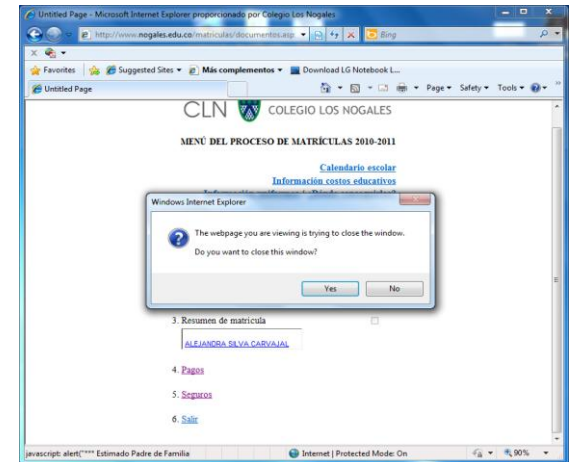 Untitled Page - Microsoft Internet Explorer proporcionado por Colegio Los Nogales
http://www.nogales.edu.co/matriculas/documentos.asp
Bing
Favorites
Suggested Sites
Más complementos
Download LG Notebook L...
Untitled Page
Page
Safety
Tools
CLN COLEGIO LOS NOGALES
MENÚ DEL PROCESO DE MATRÍCULAS 2010-2011
Calendario escolar
Información costos educativos
Windows Internet Explorer
The webpage you are viewing is trying to close the window.
Do you want to close this window?
Yes No
3. Resumen de matrícula
ALEJANDRA SILVA CARVAJAL
4. Pagos
5. Seguros
6. Salir
javascript: alert("*** Estimado Padre de Familia
Internet | Protected Mode: On
90%